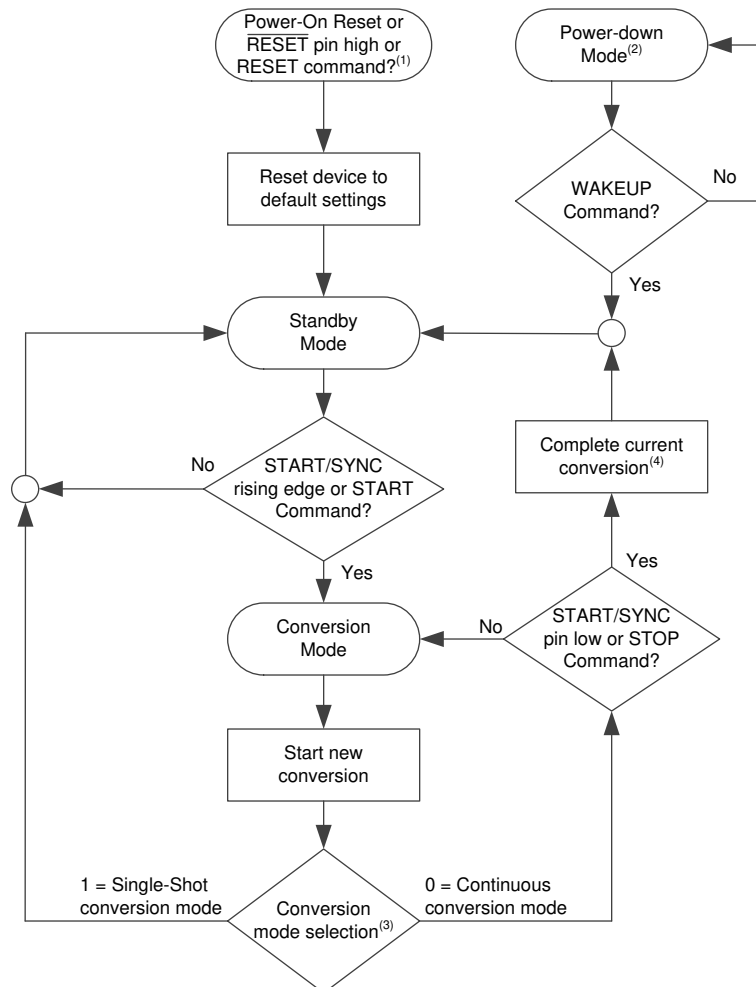 Power-On Reset or
RESET pin high or
RESET command?(1)
Power-down
Mode(2)
Reset device to
default settings
WAKEUP
Command?
No
Yes
Standby
Mode
Complete current
conversion(4)
No
START/SYNC
rising edge or START
Command?
Yes
Yes
Conversion
Mode
No
START/SYNC
pin low or STOP
Command?
Start new
conversion
1 = Single-Shot
conversion mode
0 = Continuous
conversion mode
Conversion
mode selection(3)